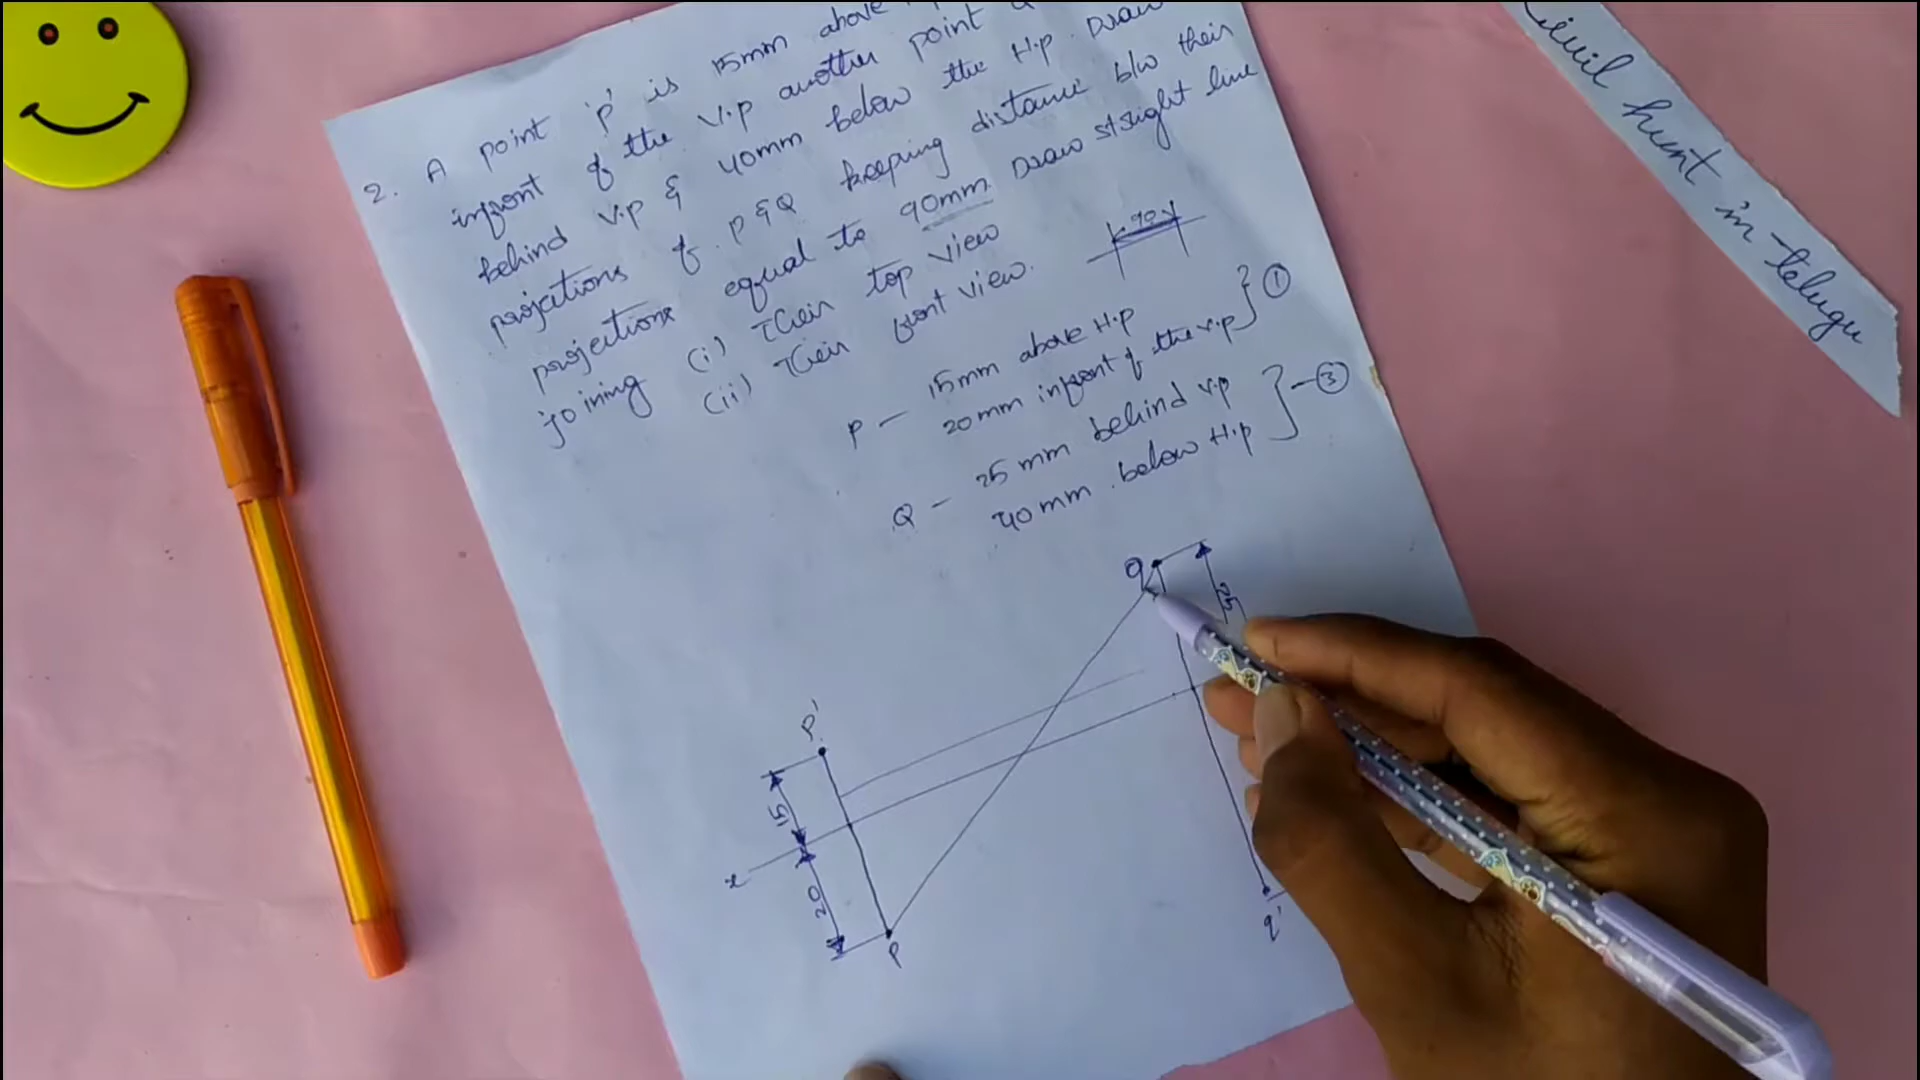 2. A point 'p' is 15mm above
infront of the V.p another point
behind V.p & 40mm below the H.p. Draw
projections of p & Q keeping distance b/w their
projections equal to 90mm. Draw straight line
joining (i) Their top view
(ii) Their front view.
90
p - 15mm above H.p
20mm infront of the V.p } 1
Q - 25 mm behind V.p
40mm below H.p } - 3
q
25
p'
15
x
20
p
q'
Civil hunt in telugu